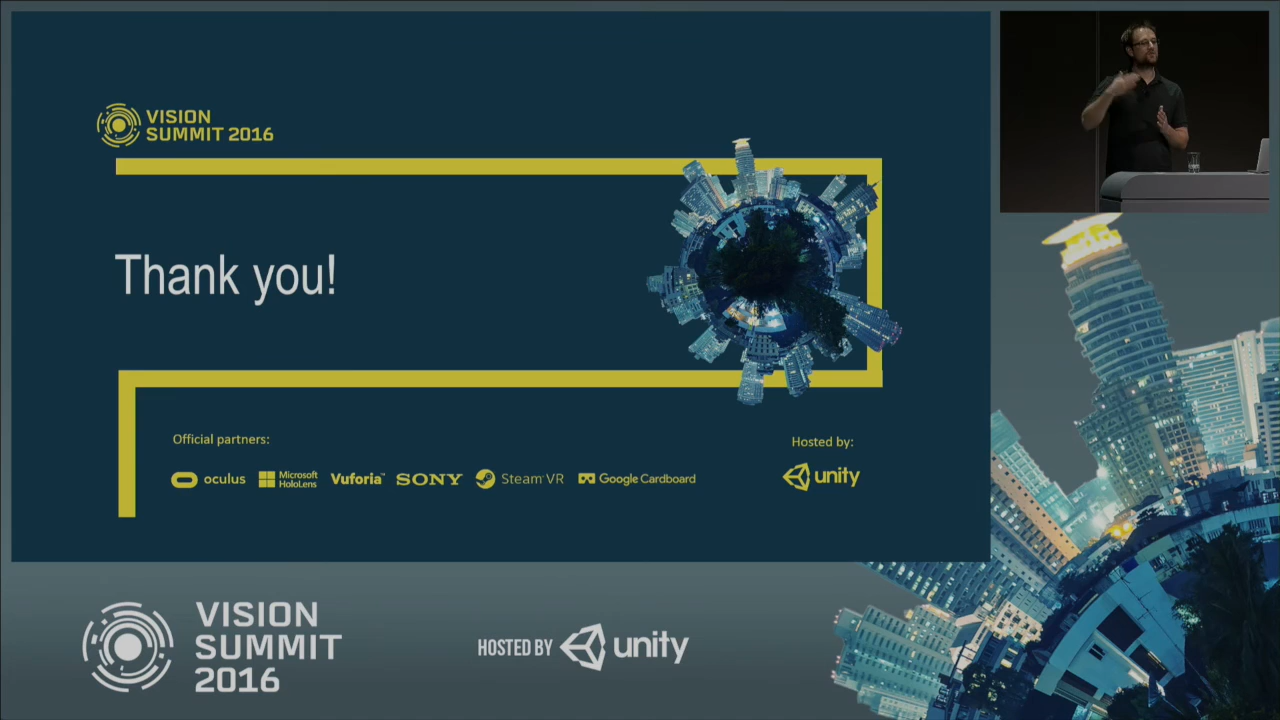 VISION
SUMMIT 2016
Thank you!
Official partners:
Hosted by:
oculus
Microsoft
HoloLens
Vuforia™
SONY
STEAM VR
Google Cardboard
unity
VISION
SUMMIT
2016
HOSTED BY
unity